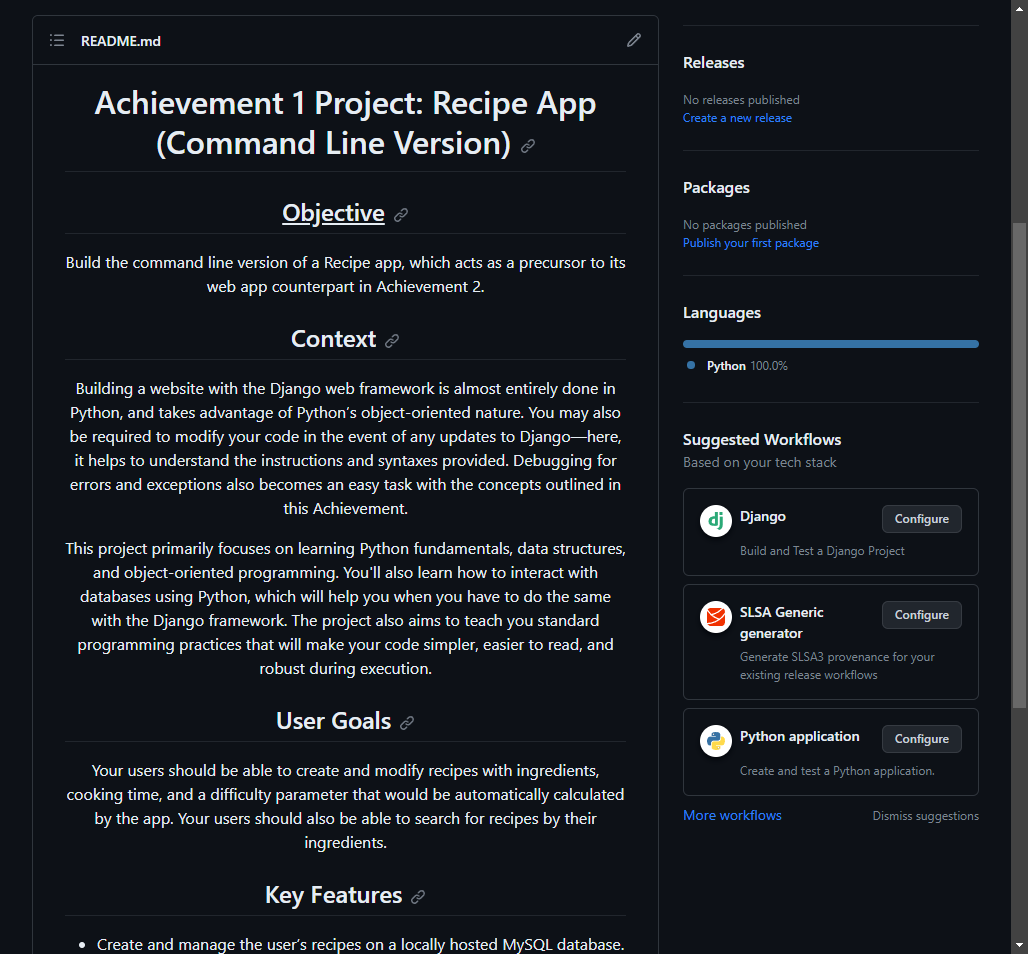 README.md
Achievement 1 Project: Recipe App
(Command Line Version)
Objective
Build the command line version of a Recipe app, which acts as a precursor to its
web app counterpart in Achievement 2.
Context
Building a website with the Django web framework is almost entirely done in
Python, and takes advantage of Python’s object-oriented nature. You may also
be required to modify your code in the event of any updates to Django—here,
it helps to understand the instructions and syntaxes provided. Debugging for
errors and exceptions also becomes an easy task with the concepts outlined in
this Achievement.
This project primarily focuses on learning Python fundamentals, data structures,
and object-oriented programming. You'll also learn how to interact with
databases using Python, which will help you when you have to do the same
with the Django framework. The project also aims to teach you standard
programming practices that will make your code simpler, easier to read, and
robust during execution.
User Goals
Your users should be able to create and modify recipes with ingredients,
cooking time, and a difficulty parameter that would be automatically calculated
by the app. Your users should also be able to search for recipes by their
ingredients.
Key Features
• Create and manage the user’s recipes on a locally hosted MySQL database.
Releases
No releases published
Create a new release
Packages
No packages published
Publish your first package
Languages
Python 100.0%
Suggested Workflows
Based on your tech stack
dj
Django
Configure
Build and Test a Django Project
SLSA Generic
generator
Configure
Generate SLSA3 provenance for your
existing release workflows
Python application
Configure
Create and test a Python application.
More workflows
Dismiss suggestions